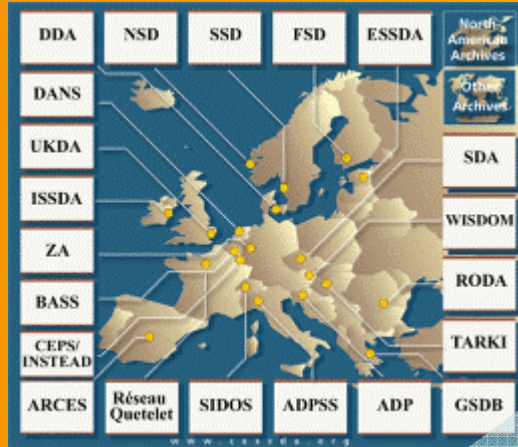 DDA
NSD
SSD
FSD
ESSDA
North-
American
Archives
DANS
Other
Archives
UKDA
SDA
ISSDA
WISDOM
ZA
RODA
BASS
CEPS/
INSTEAD
TARKI
ARCES
Réseau
Quetelet
SIDOS
ADPSS
ADP
GSDB
www.cessda.org